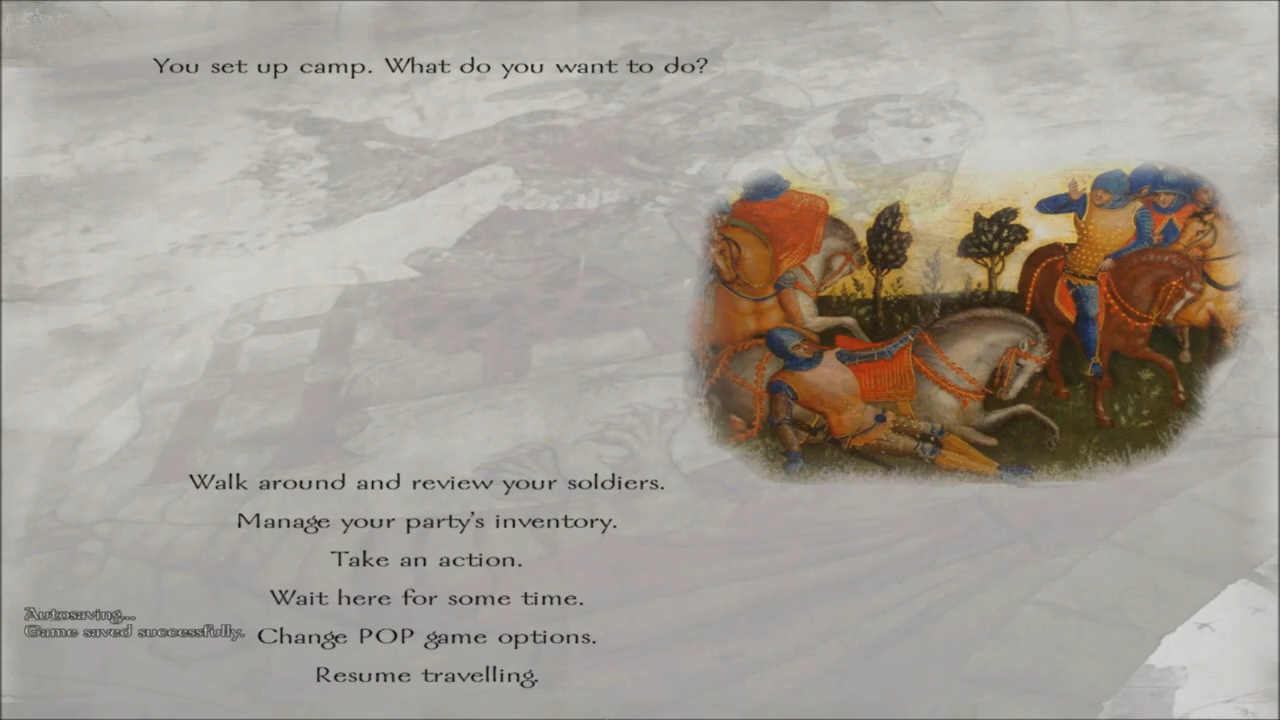 You set up camp. What do you want to do?
Walk around and review your soldiers.
Manage your party's inventory.
Take an action.
Wait here for some time.
Autosaving...
Game saved successfully.
Change POP game options.
Resume travelling.